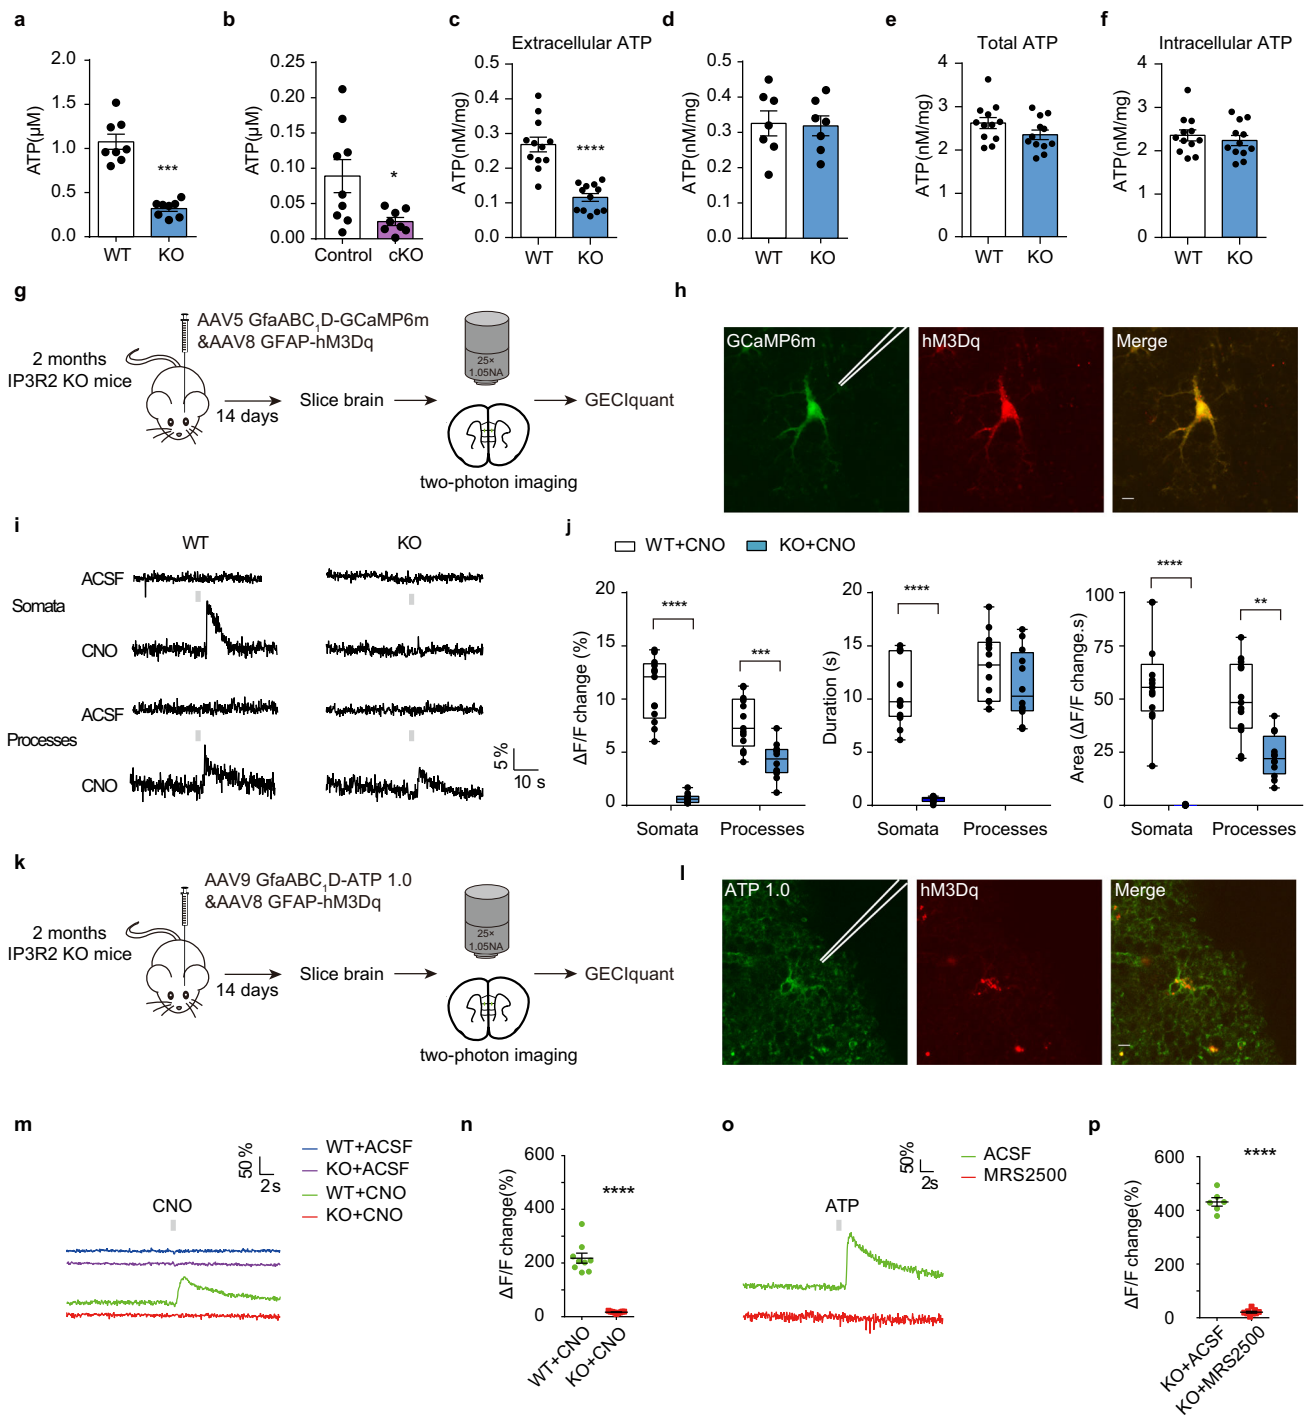 a
b
c
d
e
f
Extracellular ATP
Total ATP
Intracellular ATP
ATP(μM)
2.0
1.5
1.0
0.5
0.0
***
WT
KO
ATP(μM)
0.25
0.20
0.15
0.10
0.05
0.00
*
Control
cKO
ATP(nM/mg)
0.5
0.4
0.3
0.2
0.1
0.0
****
WT
KO
ATP(nM/mg)
0.5
0.4
0.3
0.2
0.1
0.0
WT
KO
ATP(nM/mg)
4
3
2
1
0
WT
KO
ATP(nM/mg)
4
3
2
1
0
WT
KO
g
AAV5 GfaABC1D-GCaMP6m
&AAV8 GFAP-hM3Dq
2 months
IP3R2 KO mice
14 days
Slice brain
25×
1.05NA
two-photon imaging
GECIquant
h
GCaMP6m
hM3Dq
Merge
i
WT
KO
ACSF
Somata
CNO
ACSF
Processes
CNO
5 %
10 s
j
WT+CNO
KO+CNO
ΔF/F change (%)
20
15
10
5
0
****
***
Somata
Processes
Duration (s)
20
15
10
5
0
****
Somata
Processes
Area (ΔF/F change.s)
100
75
50
25
0
****
**
Somata
Processes
k
AAV9 GfaABC1D-ATP 1.0
&AAV8 GFAP-hM3Dq
2 months
IP3R2 KO mice
14 days
Slice brain
25×
1.05NA
two-photon imaging
GECIquant
l
ATP 1.0
hM3Dq
Merge
m
50 %
2 s
WT+ACSF
KO+ACSF
WT+CNO
KO+CNO
CNO
n
ΔF/F change(%)
600
400
200
0
****
WT+CNO
KO+CNO
o
50%
2s
ACSF
MRS2500
ATP
p
ΔF/F change(%)
600
400
200
0
****
KO+ACSF
KO+MRS2500